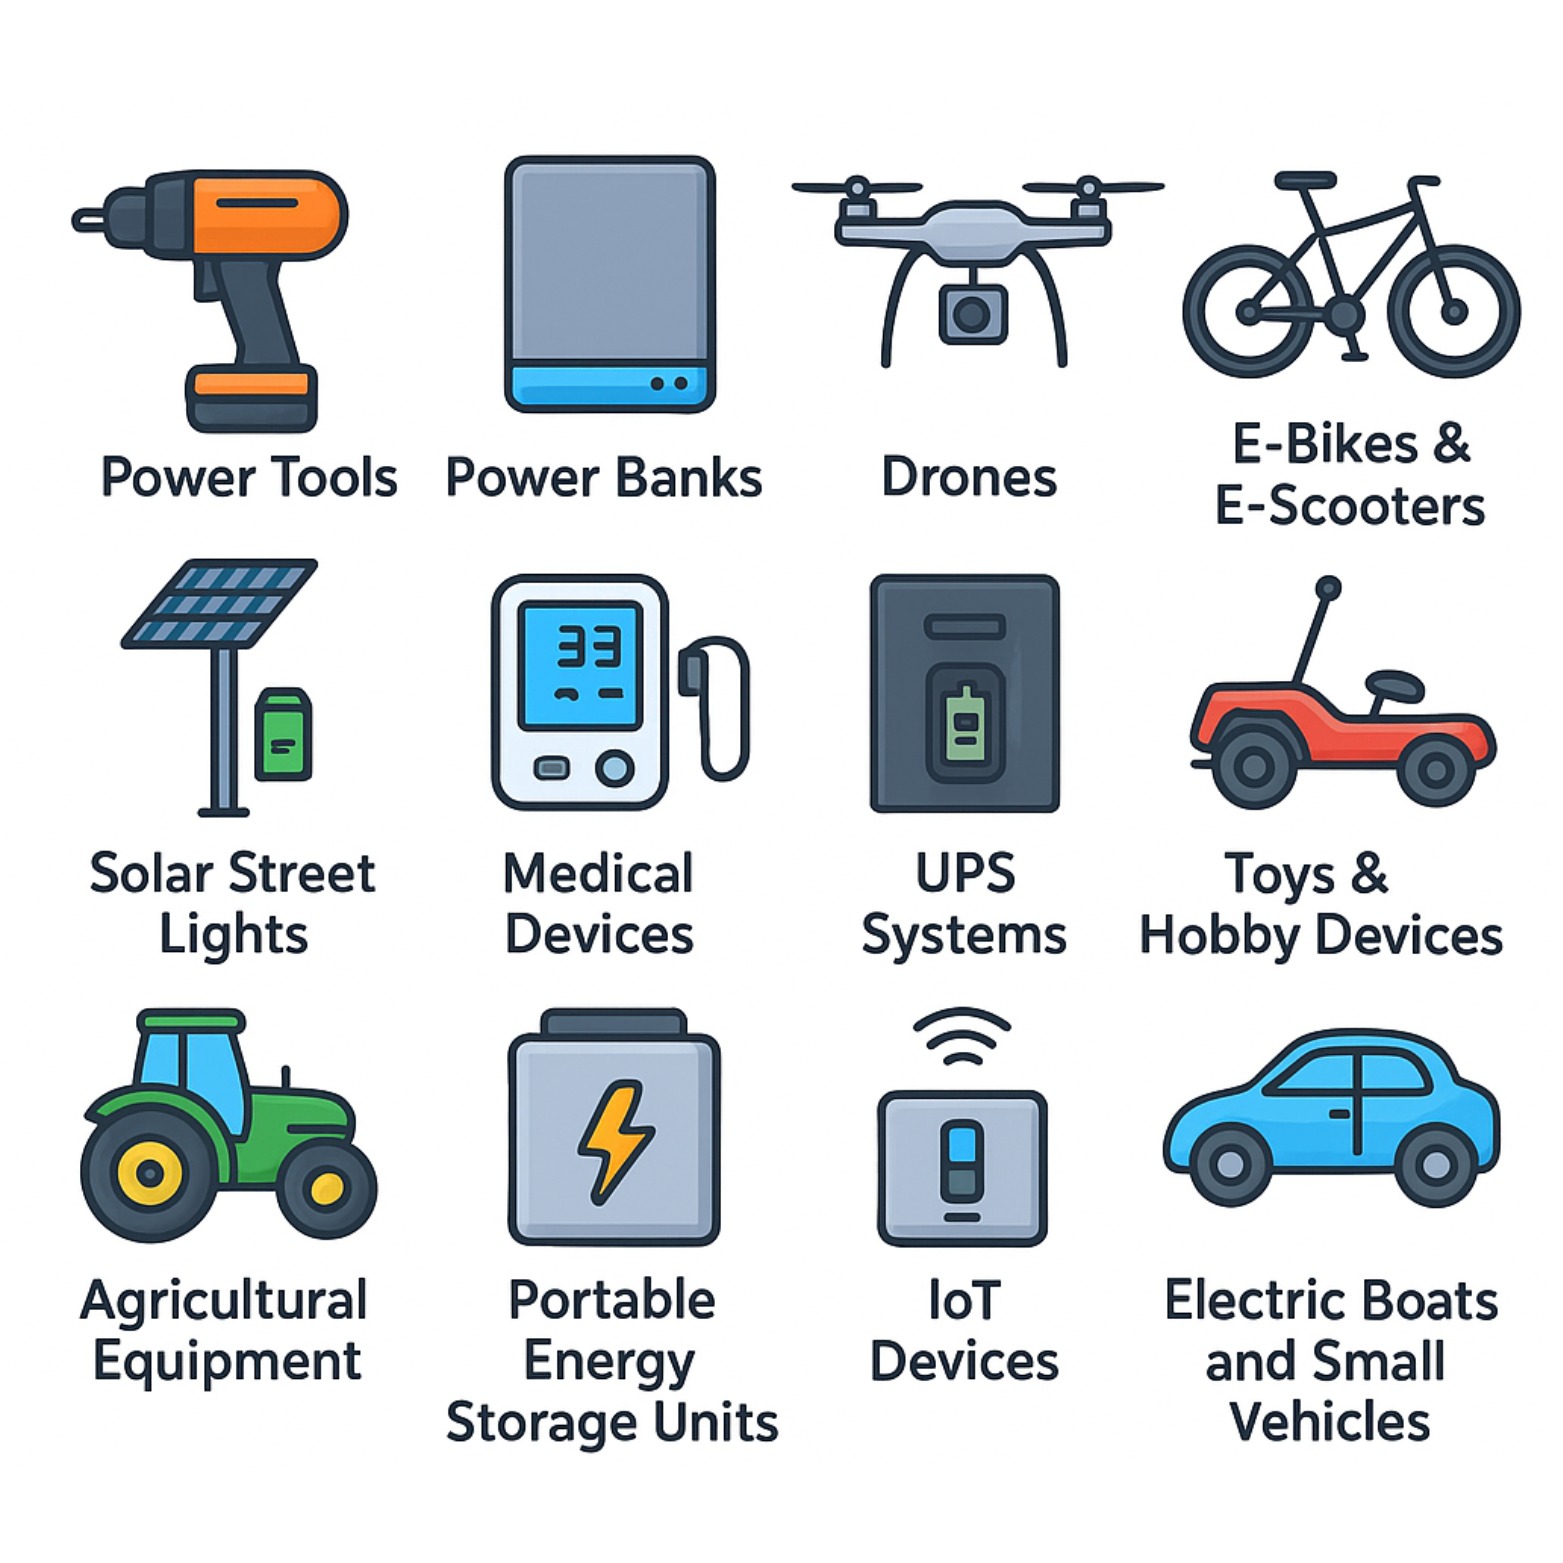 Power Tools
Power Banks
Drones
E-Bikes &
E-Scooters
33
Solar Street
Lights
Medical
Devices
UPS
Systems
Toys &
Hobby Devices
Agricultural
Equipment
Portable
Energy
Storage Units
IoT
Devices
Electric Boats
and Small
Vehicles